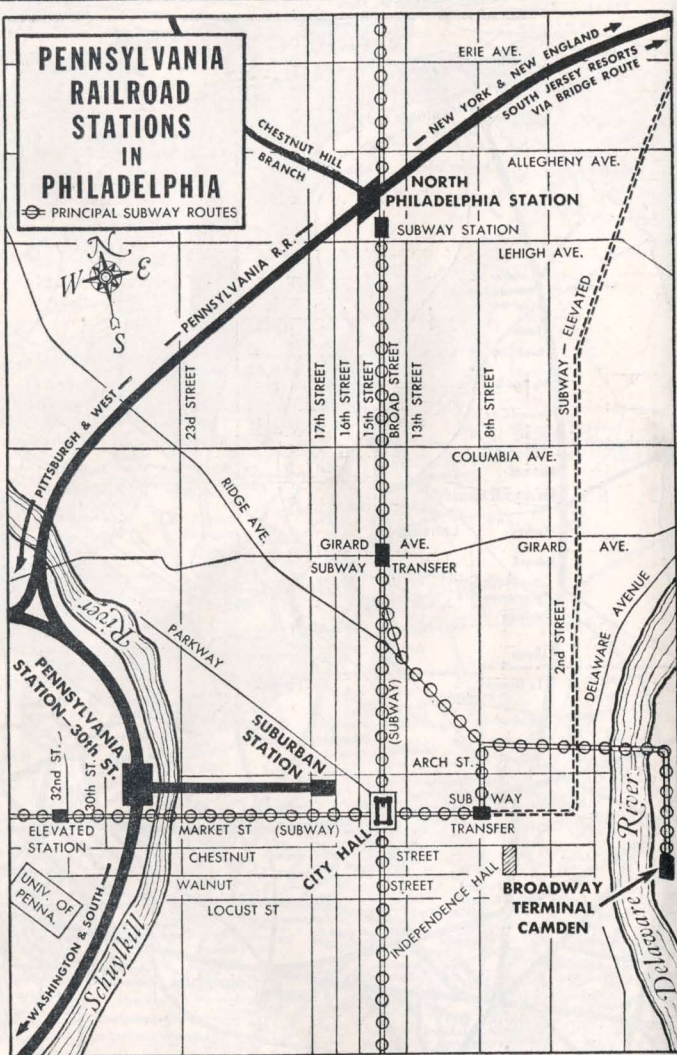 PENNSYLVANIA
RAILROAD
STATIONS
IN
PHILADELPHIA
PRINCIPAL SUBWAY ROUTES
N
W E
S
ERIE AVE.
NEW YORK & NEW ENGLAND
SOUTH JERSEY RESORTS
VIA BRIDGE ROUTE
CHESTNUT HILL
BRANCH
ALLEGHENY AVE.
NORTH
PHILADELPHIA STATION
SUBWAY STATION
LEHIGH AVE.
PENNSYLVANIA R.R.
SUBWAY — ELEVATED
PITTSBURGH & WEST
23d STREET
17th STREET
16th STREET
15th STREET
BROAD STREET
13th STREET
8th STREET
COLUMBIA AVE.
RIDGE AVE.
GIRARD AVE.
SUBWAY TRANSFER
GIRARD AVE.
River
PARKWAY
2nd STREET
DELAWARE AVENUE
PENNSYLVANIA
STATION—30th ST.
SUBURBAN
STATION
(SUBWAY)
ARCH ST.
32nd ST.
30th ST.
SUBWAY
TRANSFER
River
ELEVATED
STATION
MARKET ST (SUBWAY)
CITY HALL
CHESTNUT STREET
WALNUT STREET
LOCUST ST
INDEPENDENCE HALL
BROADWAY
TERMINAL
CAMDEN
UNIV. OF
PENNA.
WASHINGTON & SOUTH
Schuylkill
Delaware